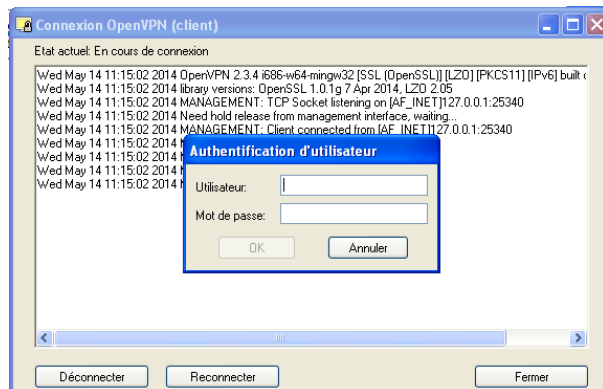 Connexion OpenVPN (client)
Etat actuel: En cours de connexion
Wed May 14 11:15:02 2014 OpenVPN 2.3.4 i686-w64-mingw32 [SSL (OpenSSL)] [LZO] [PKCS11] [IPv6] built
Wed May 14 11:15:02 2014 library versions: OpenSSL 1.0.1g 7 Apr 2014, LZO 2.05
Wed May 14 11:15:02 2014 MANAGEMENT: TCP Socket listening on [AF_INET]127.0.0.1:25340
Wed May 14 11:15:02 2014 Need hold release from management interface, waiting...
Wed May 14 11:15:02 2014 MANAGEMENT: Client connected from [AF_INET]127.0.0.1:25340
Wed May 14 11:15:02 2014
Wed May 14 11:15:02 2014
Wed May 14 11:15:02 2014
Wed May 14 11:15:02 2014
Authentification d'utilisateur
Utilisateur:
Mot de passe:
OK Annuler
Déconnecter Reconnecter Fermer